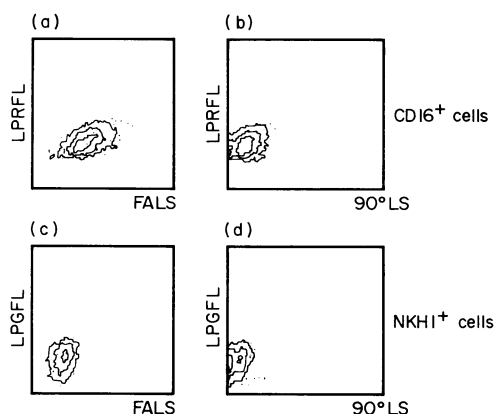 (a)
(b)
LPRFL
LPRFL
CD16⁺ cells
FALS
90°LS
(c)
(d)
LPGFL
LPGFL
NKH1⁺ cells
FALS
90°LS